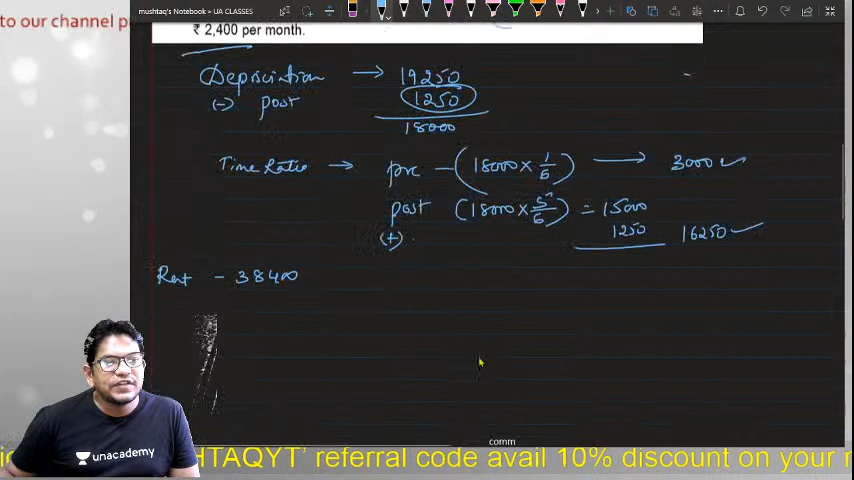 to our channel p
mushtaq's Notebook » UA CLASSES
₹ 2,400 per month.
Depriciation → 19250
(-) post 1250
18000
Time Ratio → pre - (18000 × 1/6) → 3000
post (18000 × 5/6) = 15000
(+) 1250 16250
Rent - 38400
unacademy
comm
HTAQYT’ referral code avail 10% discount on your